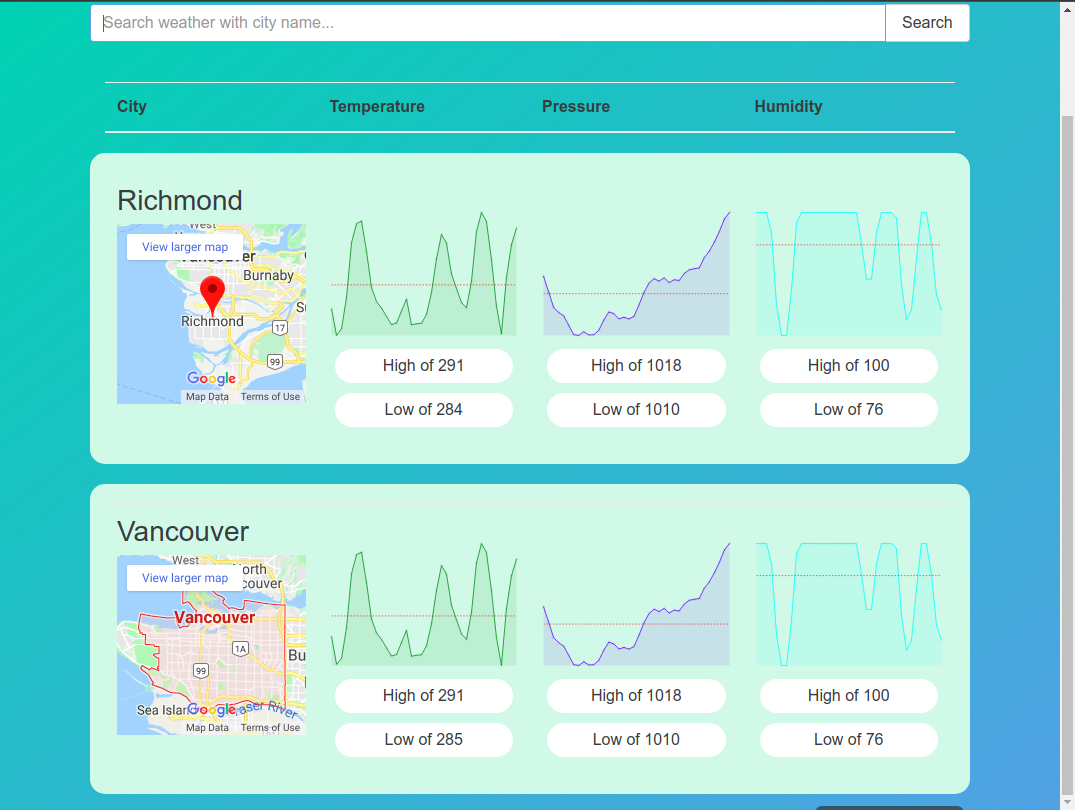 Search weather with city name...
Search
City
Temperature
Pressure
Humidity
Richmond
West
View larger map
Vancouver
Burnaby
Richmond
17
99
Google
Map Data
Terms of Use
High of 291
High of 1018
High of 100
Low of 284
Low of 1010
Low of 76
Vancouver
West
View larger map
orth
couver
Vancouver
1A
Bu
99
Sea Islan
Google
aser River
Map Data
Terms of Use
High of 291
High of 1018
High of 100
Low of 285
Low of 1010
Low of 76